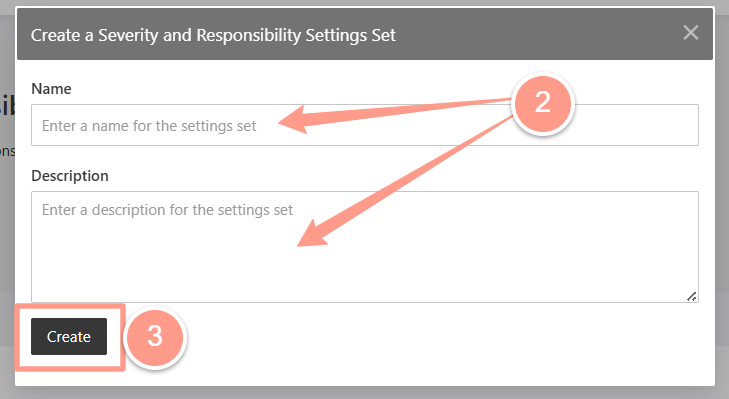 Create a Severity and Responsibility Settings Set
Name
2
Enter a name for the settings set
Description
Enter a description for the settings set
Create
3